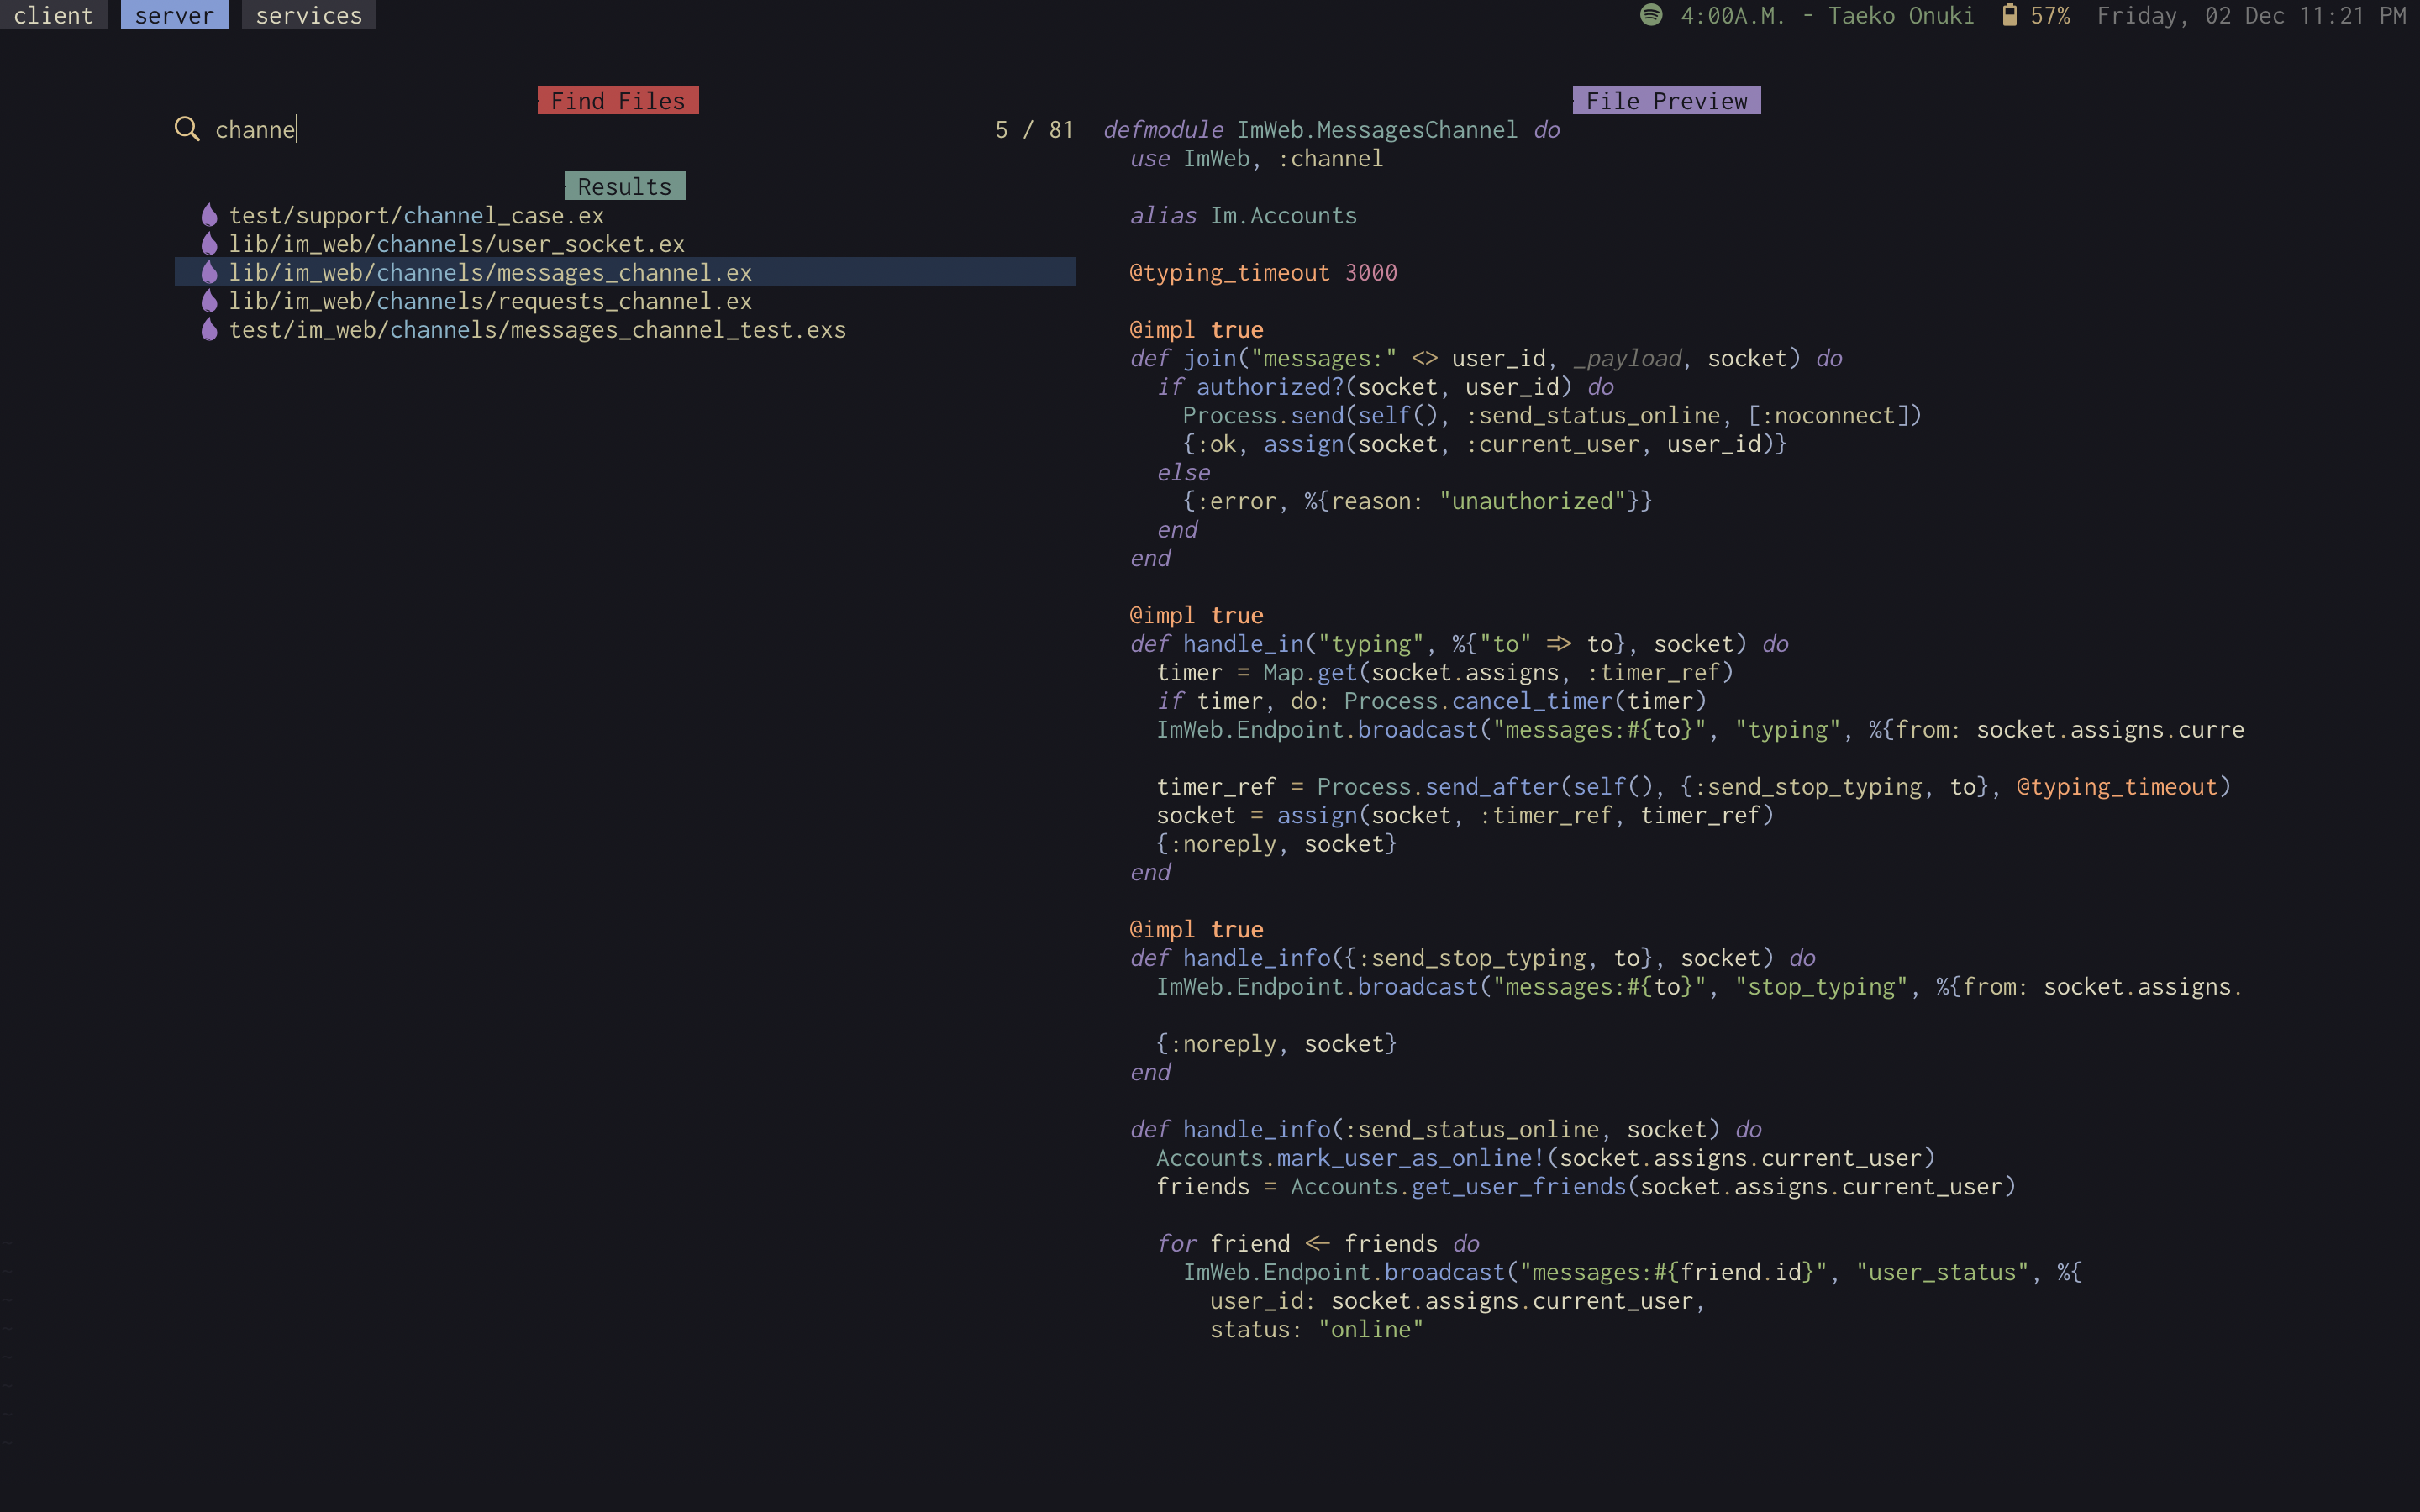 client server services 4:00A.M. - Taeko Onuki 57% Friday, 02 Dec 11:21 PM
Find Files
channe 5 / 81
Results
test/support/channel_case.ex
lib/im_web/channels/user_socket.ex
lib/im_web/channels/messages_channel.ex
lib/im_web/channels/requests_channel.ex
test/im_web/channels/messages_channel_test.exs
File Preview
defmodule ImWeb.MessagesChannel do
  use ImWeb, :channel

  alias Im.Accounts

  @typing_timeout 3000

  @impl true
  def join("messages:" <> user_id, _payload, socket) do
    if authorized?(socket, user_id) do
      Process.send(self(), :send_status_online, [:noconnect])
      {:ok, assign(socket, :current_user, user_id)}
    else
      {:error, %{reason: "unauthorized"}}
    end
  end

  @impl true
  def handle_in("typing", %{"to" => to}, socket) do
    timer = Map.get(socket.assigns, :timer_ref)
    if timer, do: Process.cancel_timer(timer)
    ImWeb.Endpoint.broadcast("messages:#{to}", "typing", %{from: socket.assigns.curre

    timer_ref = Process.send_after(self(), {:send_stop_typing, to}, @typing_timeout)
    socket = assign(socket, :timer_ref, timer_ref)
    {:noreply, socket}
  end

  @impl true
  def handle_info({:send_stop_typing, to}, socket) do
    ImWeb.Endpoint.broadcast("messages:#{to}", "stop_typing", %{from: socket.assigns.

    {:noreply, socket}
  end

  def handle_info(:send_status_online, socket) do
    Accounts.mark_user_as_online!(socket.assigns.current_user)
    friends = Accounts.get_user_friends(socket.assigns.current_user)

    for friend <- friends do
      ImWeb.Endpoint.broadcast("messages:#{friend.id}", "user_status", %{
        user_id: socket.assigns.current_user,
        status: "online"